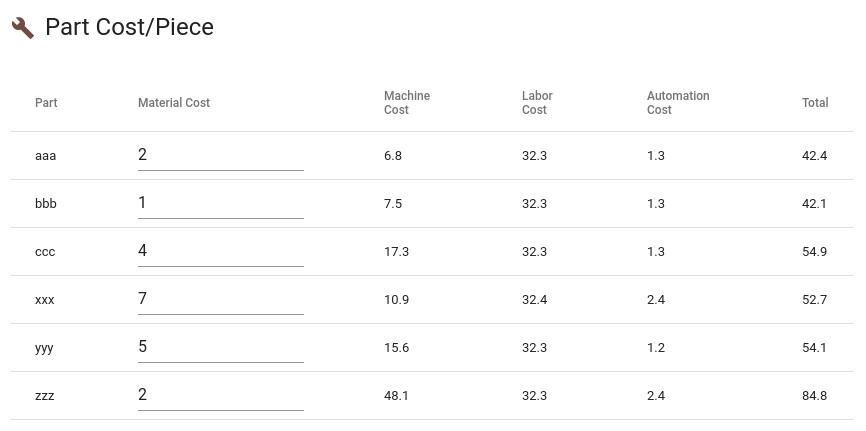 Part Cost/Piece
Part Material Cost Machine Cost Labor Cost Automation Cost Total
aaa 2 6.8 32.3 1.3 42.4
bbb 1 7.5 32.3 1.3 42.1
ccc 4 17.3 32.3 1.3 54.9
xxx 7 10.9 32.4 2.4 52.7
yyy 5 15.6 32.3 1.2 54.1
zzz 2 48.1 32.3 2.4 84.8